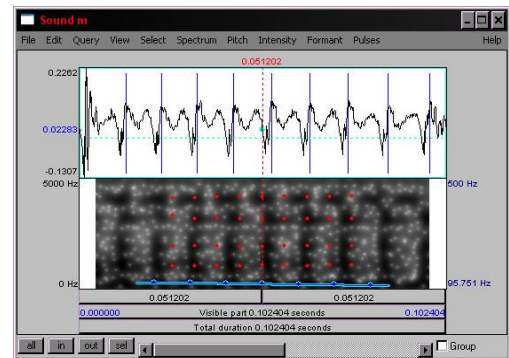 Sound m
File Edit Query View Select Spectrum Pitch Intensity Formant Pulses Help
0.051202
0.2262
0.02283
-0.1307
5000 Hz 500 Hz
0 Hz 95.751 Hz
0.051202 0.051202
0.000000 Visible part 0.102404 seconds 0.102404
Total duration 0.102404 seconds
all in out sel Group